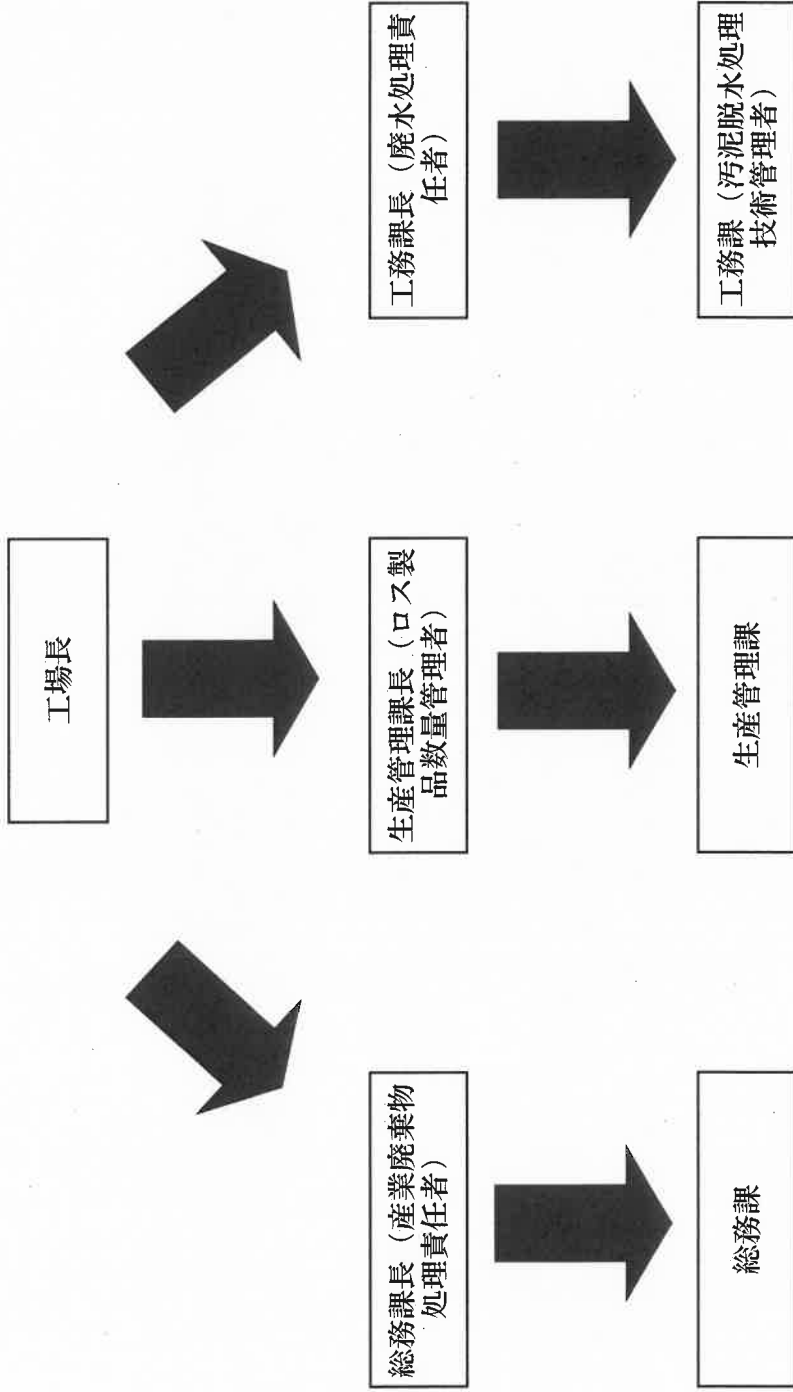 工場長
総務課長（産業廃棄物
処理責任者）
生産管理課長（ロス製
品数量管理者）
工務課長（廃水処理責
任者）
総務課
生産管理課
工務課（汚泥脱水処理
技術管理者）